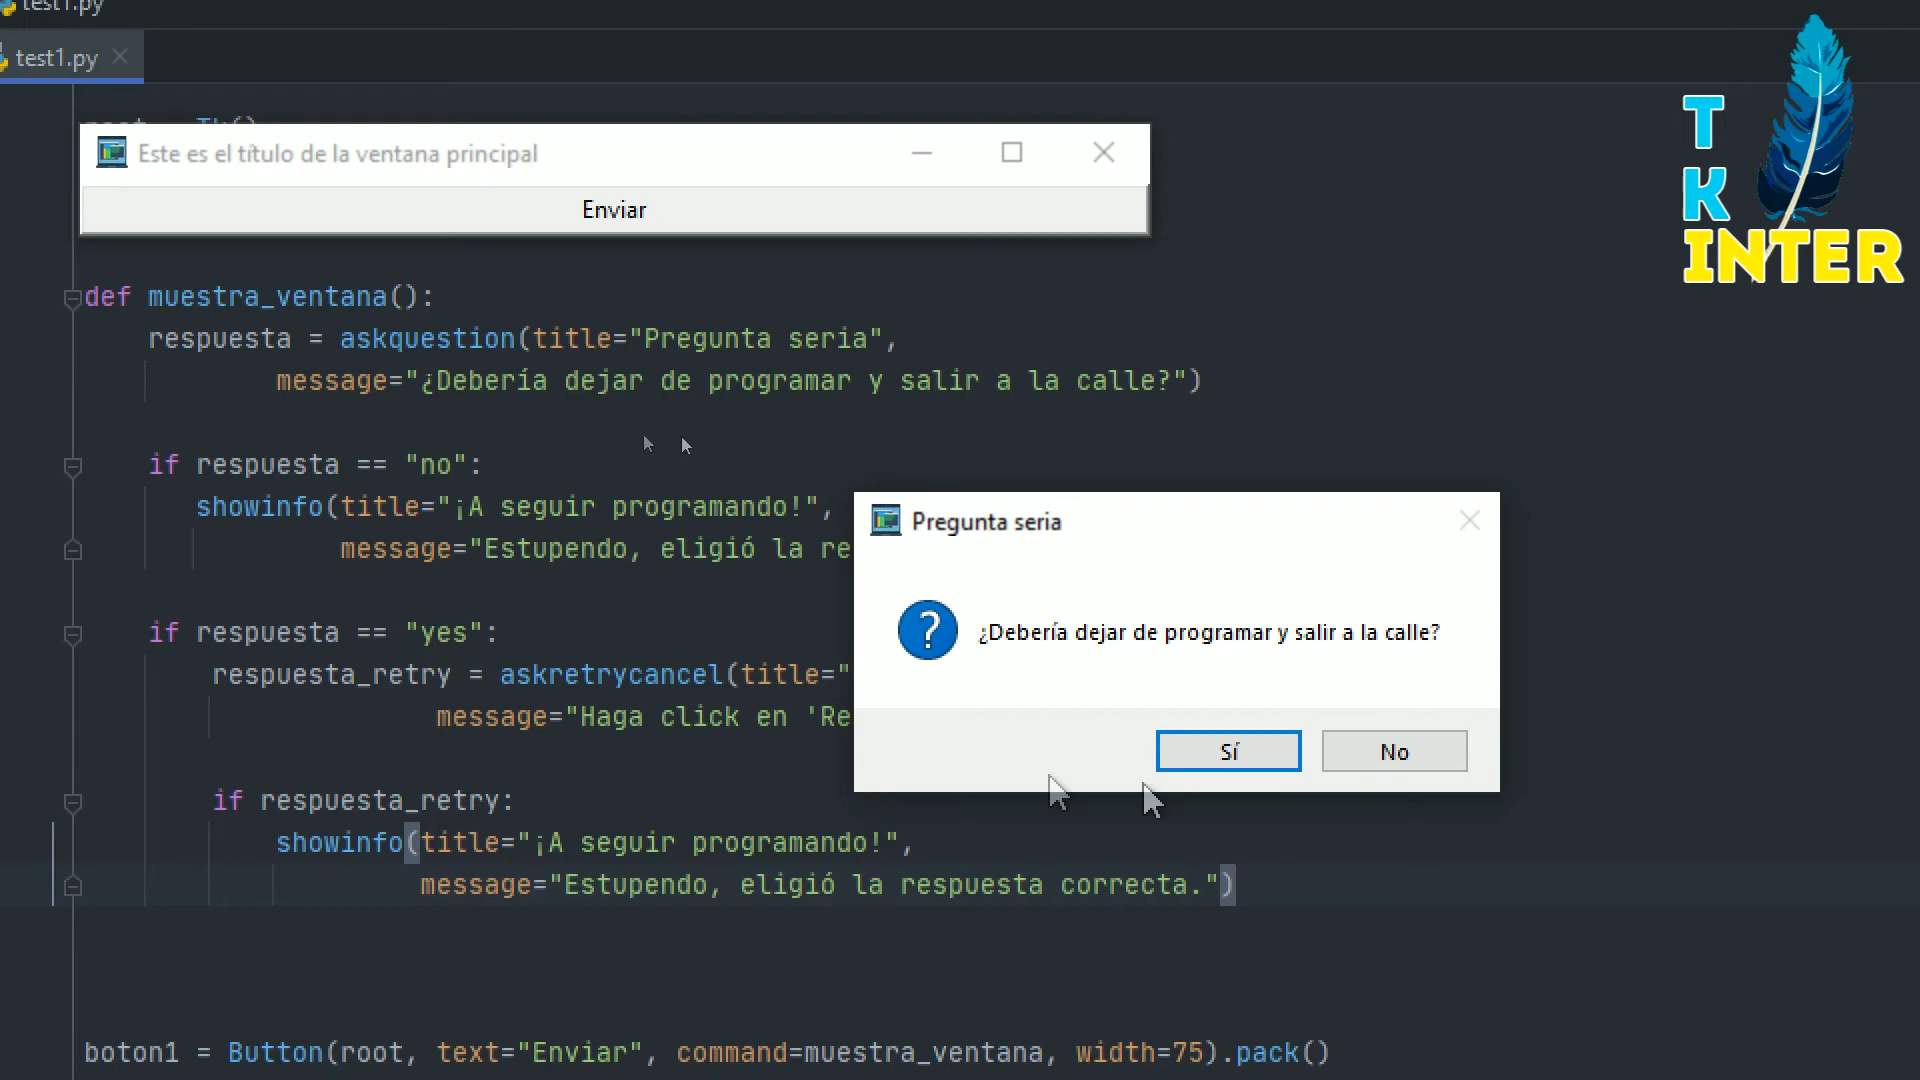 test1.py
test1.py
root = Tk()
Este es el título de la ventana principal
Enviar
def muestra_ventana():
respuesta = askquestion(title="Pregunta seria",
message="¿Debería dejar de programar y salir a la calle?")
if respuesta == "no":
showinfo(title="¡A seguir programando!",
message="Estupendo, eligió la re
if respuesta == "yes":
respuesta_retry = askretrycancel(title="
message="Haga click en 'Re
if respuesta_retry:
showinfo(title="¡A seguir programando!",
message="Estupendo, eligió la respuesta correcta.")
boton1 = Button(root, text="Enviar", command=muestra_ventana, width=75).pack()
Pregunta seria
¿Debería dejar de programar y salir a la calle?
Sí No
T
K
INTER